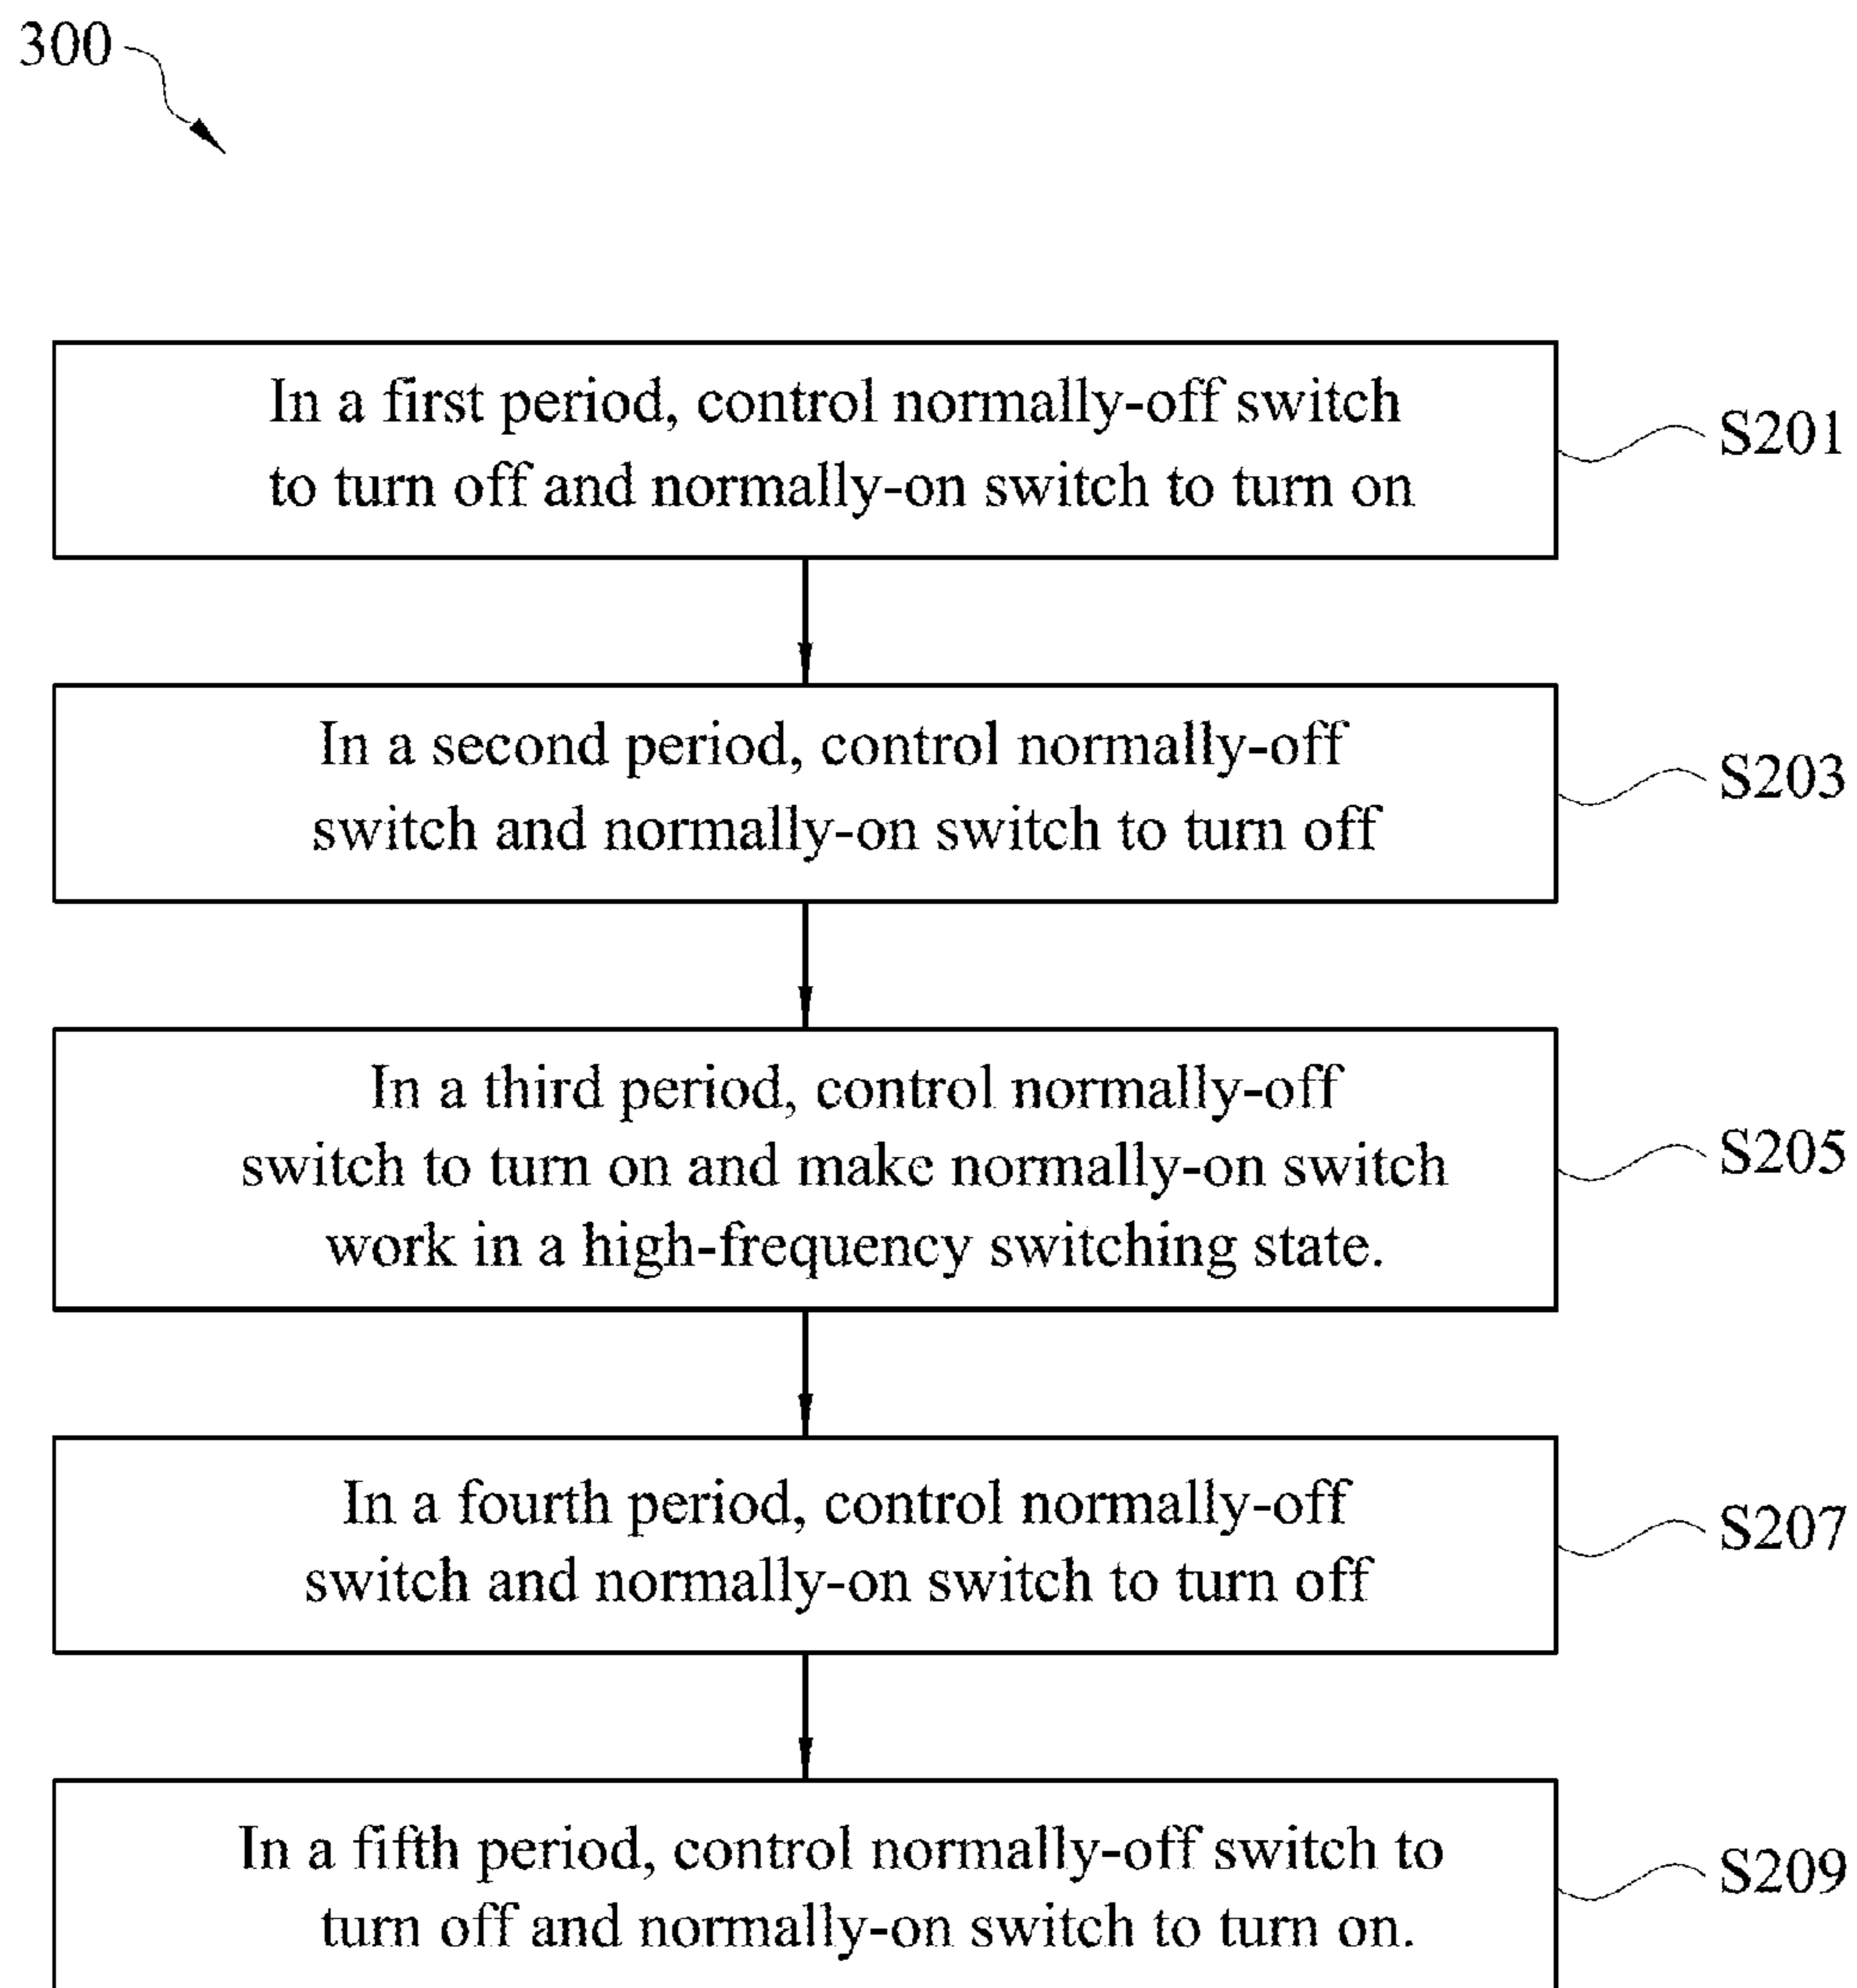 300
In a first period, control normally-off switch
to turn off and normally-on switch to turn on
S201
In a second period, control normally-off
switch and normally-on switch to turn off
S203
In a third period, control normally-off
switch to turn on and make normally-on switch
work in a high-frequency switching state.
S205
In a fourth period, control normally-off
switch and normally-on switch to turn off
S207
In a fifth period, control normally-off switch to
turn off and normally-on switch to turn on.
S209